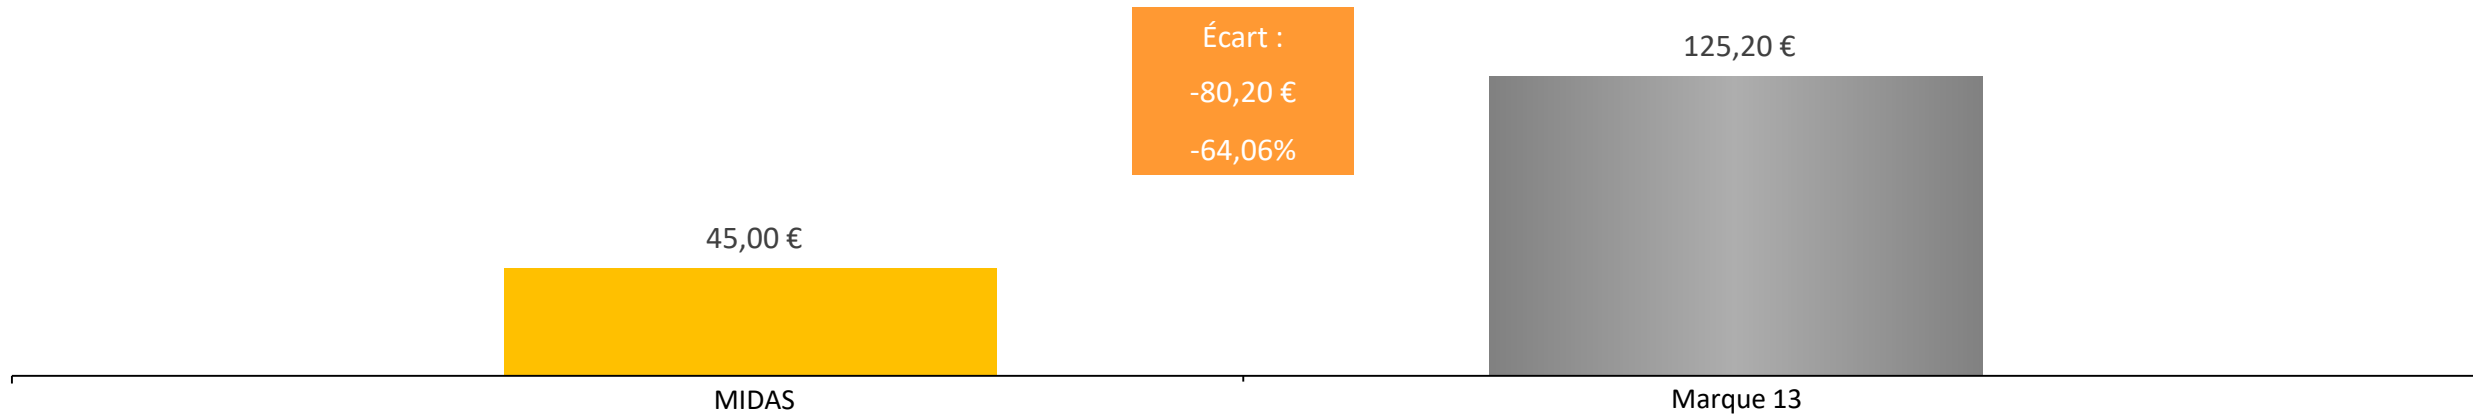 Écart :
-80,20 €
-64,06%
125,20 €
45,00 €
MIDAS
Marque 13